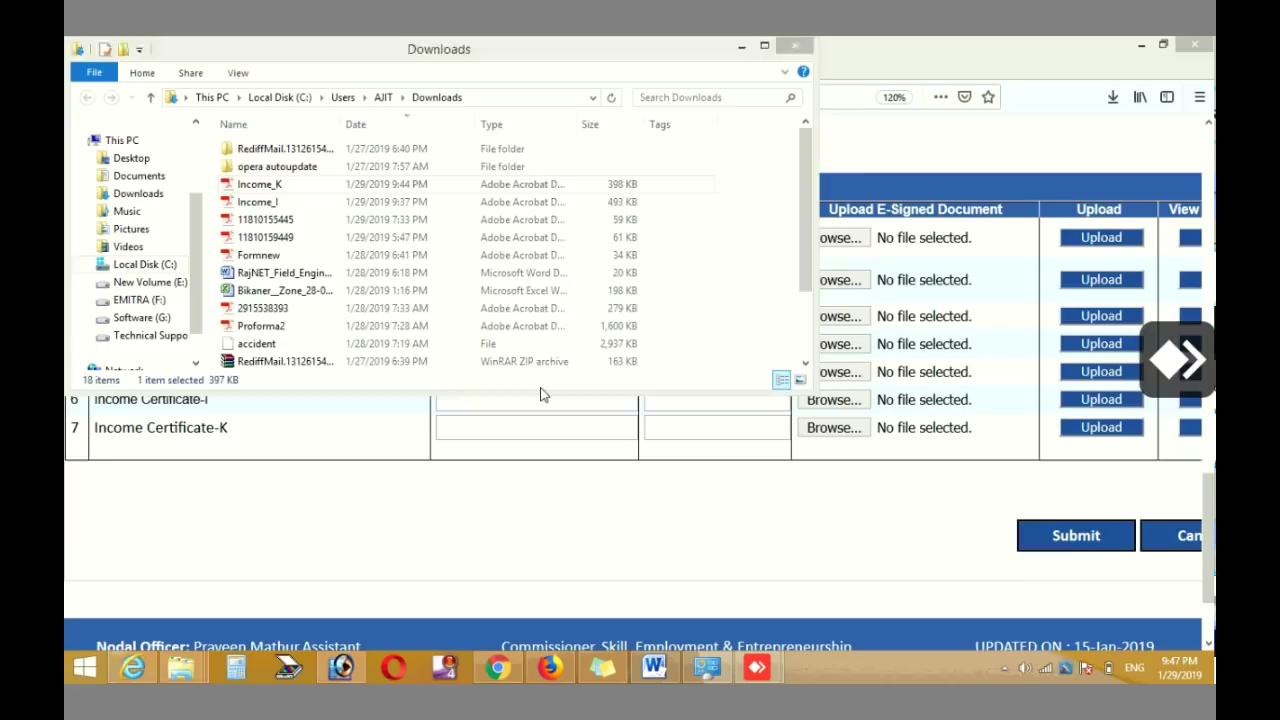 Downloads
File Home Share View
This PC Local Disk (C:) Users AJIT Downloads Search Downloads 120%
Name Date Type Size Tags
This PC
Desktop
Documents
Downloads
Music
Pictures
Videos
Local Disk (C:)
New Volume (E:)
EMITRA (F:)
Software (G:)
Technical Suppo
Network
RediffMail.13126154... 1/27/2019 6:40 PM File folder
opera autoupdate 1/27/2019 7:57 AM File folder
Income_K 1/29/2019 9:44 PM Adobe Acrobat D... 398 KB
Income_I 1/29/2019 9:37 PM Adobe Acrobat D... 493 KB
11810155445 1/29/2019 7:33 PM Adobe Acrobat D... 59 KB
11810159449 1/29/2019 5:47 PM Adobe Acrobat D... 61 KB
Formnew 1/28/2019 6:41 PM Adobe Acrobat D... 34 KB
RajNET_Field_Engin... 1/28/2019 6:18 PM Microsoft Word D... 20 KB
Bikaner__Zone_28-0... 1/28/2019 1:16 PM Microsoft Excel W... 198 KB
2915538393 1/28/2019 7:33 AM Adobe Acrobat D... 279 KB
Proforma2 1/28/2019 7:28 AM Adobe Acrobat D... 1,600 KB
accident 1/28/2019 7:19 AM File 2,937 KB
RediffMail.13126154... 1/27/2019 6:39 PM WinRAR ZIP archive 163 KB
18 items 1 item selected 397 KB
Upload E-Signed Document Upload View
owse... No file selected. Upload
owse... No file selected. Upload
owse... No file selected. Upload
owse... No file selected. Upload
owse... No file selected. Upload
6 Income Certificate-I Browse... No file selected. Upload
7 Income Certificate-K Browse... No file selected. Upload
Submit Can
Nodal Officer: Praveen Mathur Assistant Commissioner, Skill, Employment & Entrepreneurship UPDATED ON : 15-Jan-2019
ENG 9:47 PM
1/29/2019